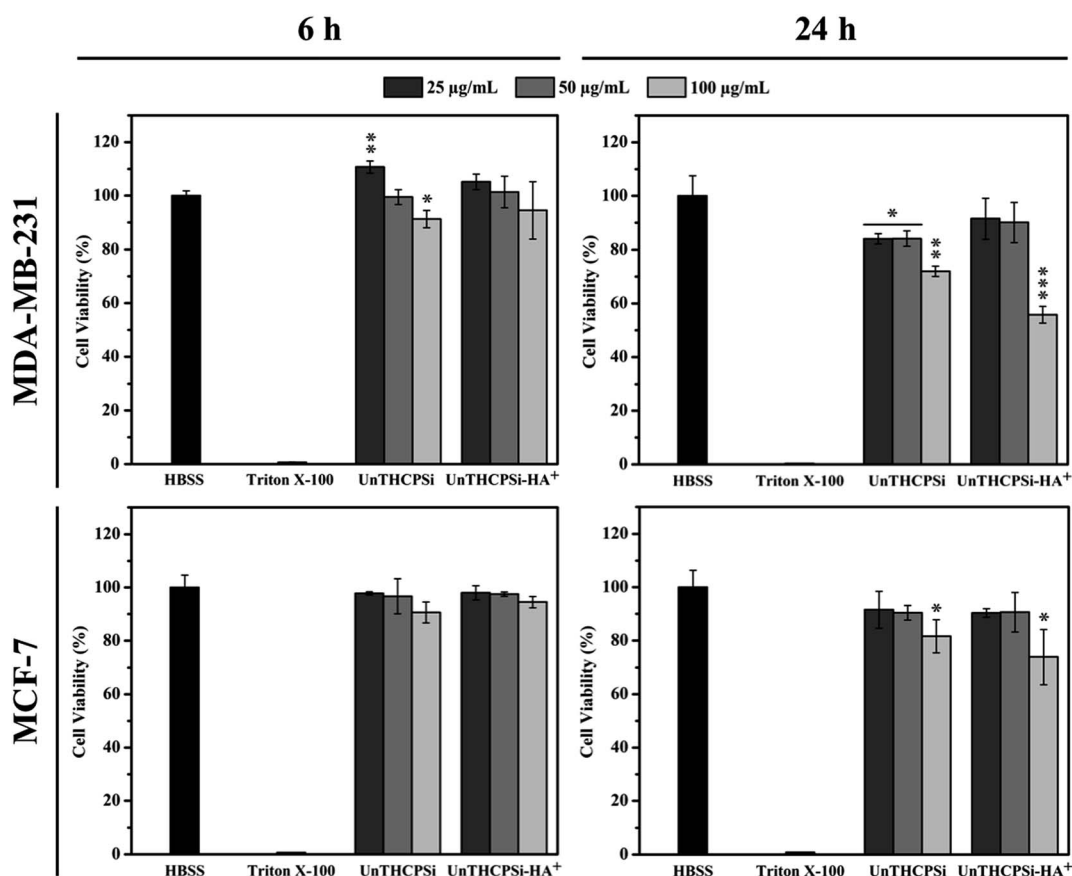 6 h 24 h
25 µg/mL 50 µg/mL 100 µg/mL
MDA-MB-231
Cell Viability (%)
120
100
80
60
40
20
0
**
*
HBSS Triton X-100 UnTHCPSi UnTHCPSi-HA+
Cell Viability (%)
120
100
80
60
40
20
0
*
**
***
HBSS Triton X-100 UnTHCPSi UnTHCPSi-HA+
MCF-7
Cell Viability (%)
120
100
80
60
40
20
0
HBSS Triton X-100 UnTHCPSi UnTHCPSi-HA+
Cell Viability (%)
120
100
80
60
40
20
0
*
*
HBSS Triton X-100 UnTHCPSi UnTHCPSi-HA+